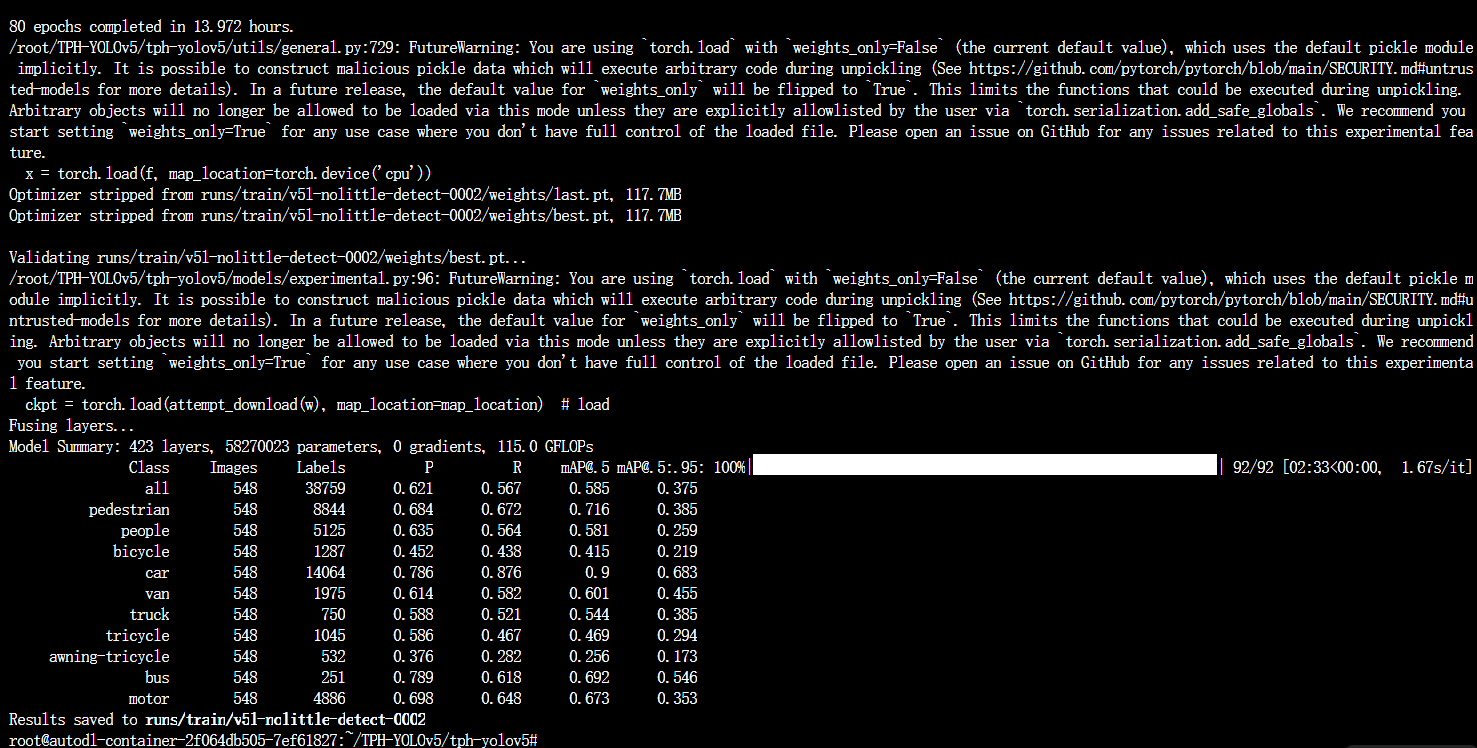 80 epochs completed in 13.972 hours.
/root/TPH-YOLOv5/tph-yolov5/utils/general.py:729: FutureWarning: You are using `torch.load` with `weights_only=False` (the current default value), which uses the default pickle module
 implicitly. It is possible to construct malicious pickle data which will execute arbitrary code during unpickling (See https://github.com/pytorch/pytorch/blob/main/SECURITY.md#untrus
ted-models for more details). In a future release, the default value for `weights_only` will be flipped to `True`. This limits the functions that could be executed during unpickling.
Arbitrary objects will no longer be allowed to be loaded via this mode unless they are explicitly allowlisted by the user via `torch.serialization.add_safe_globals`. We recommend you
start setting `weights_only=True` for any use case where you don't have full control of the loaded file. Please open an issue on GitHub for any issues related to this experimental fea
ture.
  x = torch.load(f, map_location=torch.device('cpu'))
Optimizer stripped from runs/train/v5l-nolittle-detect-0002/weights/last.pt, 117.7MB
Optimizer stripped from runs/train/v5l-nolittle-detect-0002/weights/best.pt, 117.7MB
Validating runs/train/v5l-nolittle-detect-0002/weights/best.pt...
/root/TPH-YOLOv5/tph-yolov5/models/experimental.py:96: FutureWarning: You are using `torch.load` with `weights_only=False` (the current default value), which uses the default pickle m
odule implicitly. It is possible to construct malicious pickle data which will execute arbitrary code during unpickling (See https://github.com/pytorch/pytorch/blob/main/SECURITY.md#u
ntrusted-models for more details). In a future release, the default value for `weights_only` will be flipped to `True`. This limits the functions that could be executed during unpickl
ing. Arbitrary objects will no longer be allowed to be loaded via this mode unless they are explicitly allowlisted by the user via `torch.serialization.add_safe_globals`. We recommend
 you start setting `weights_only=True` for any use case where you don't have full control of the loaded file. Please open an issue on GitHub for any issues related to this experimenta
l feature.
  ckpt = torch.load(attempt_download(w), map_location=map_location)  # load
Fusing layers...
Model Summary: 423 layers, 58270023 parameters, 0 gradients, 115.0 GFLOPs
Class Images Labels P R mAP@.5 mAP@.5:.95: 100%| | 92/92 [02:33<00:00, 1.67s/it]
all 548 38759 0.621 0.567 0.585 0.375
pedestrian 548 8844 0.684 0.672 0.716 0.385
people 548 5125 0.635 0.564 0.581 0.259
bicycle 548 1287 0.452 0.438 0.415 0.219
car 548 14064 0.786 0.876 0.9 0.683
van 548 1975 0.614 0.582 0.601 0.455
truck 548 750 0.588 0.521 0.544 0.385
tricycle 548 1045 0.586 0.467 0.469 0.294
awning-tricycle 548 532 0.376 0.282 0.256 0.173
bus 548 251 0.789 0.618 0.692 0.546
motor 548 4886 0.698 0.648 0.673 0.353
Results saved to runs/train/v5l-nolittle-detect-0002
root@autodl-container-2f064db505-7ef61827:~/TPH-YOLOv5/tph-yolov5#